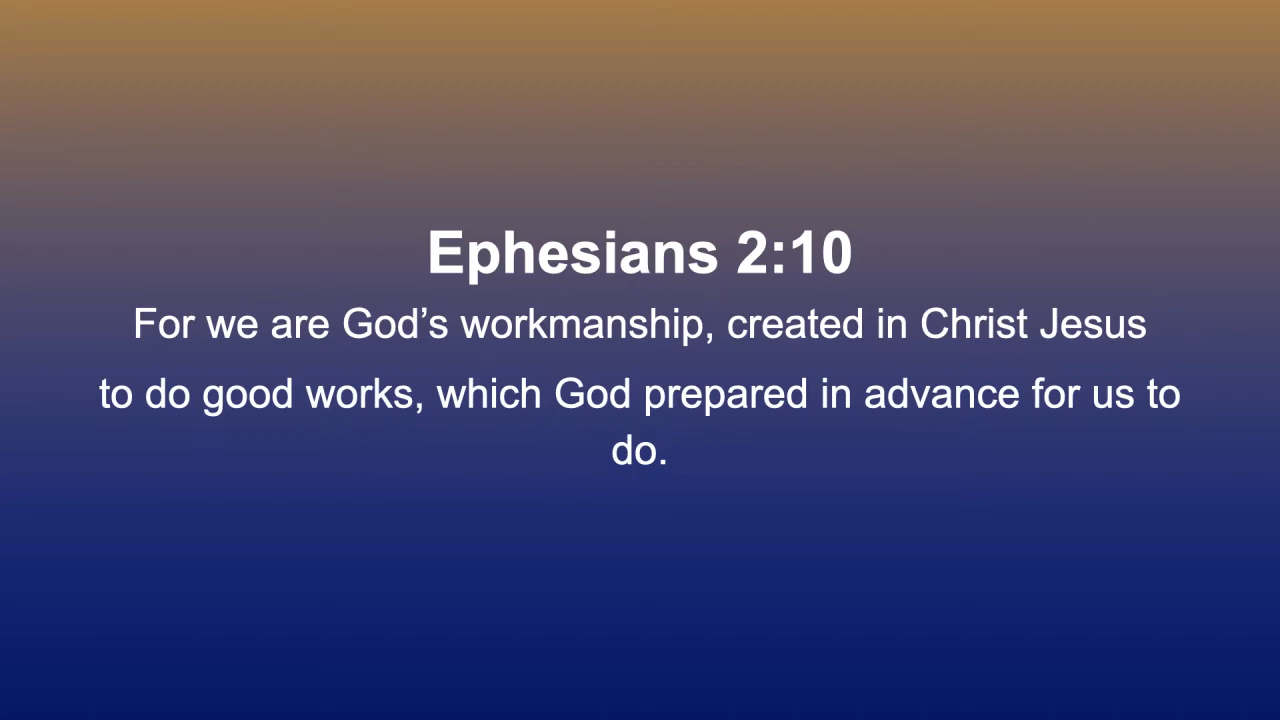 Ephesians 2:10
For we are God’s workmanship, created in Christ Jesus
to do good works, which God prepared in advance for us to
do.